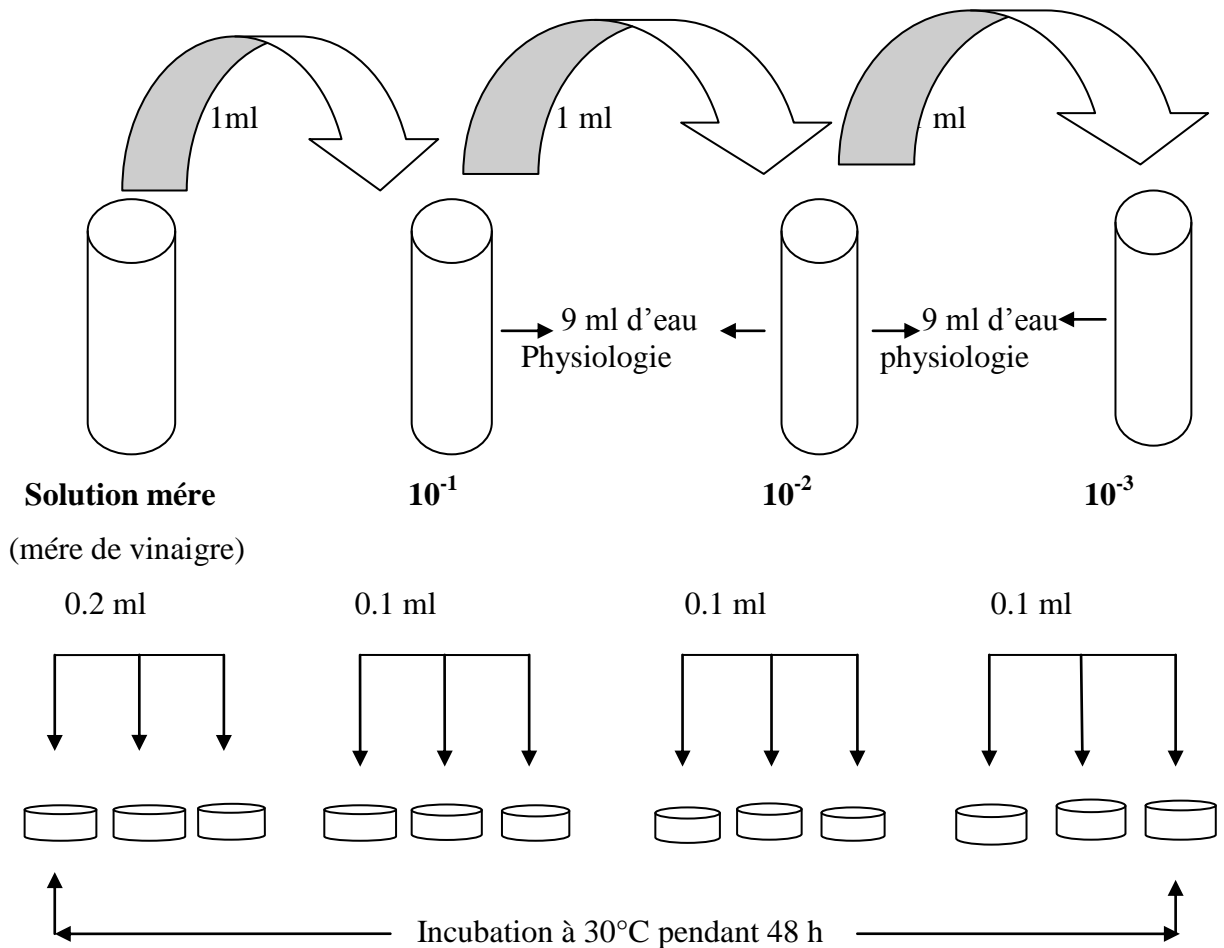 1ml
1 ml
ml
9 ml d’eau
Physiologie
9 ml d’eau
physiologie
Solution mére
10⁻¹
10⁻²
10⁻³
(mére de vinaigre)
0.2 ml
0.1 ml
0.1 ml
0.1 ml
Incubation à 30°C pendant 48 h